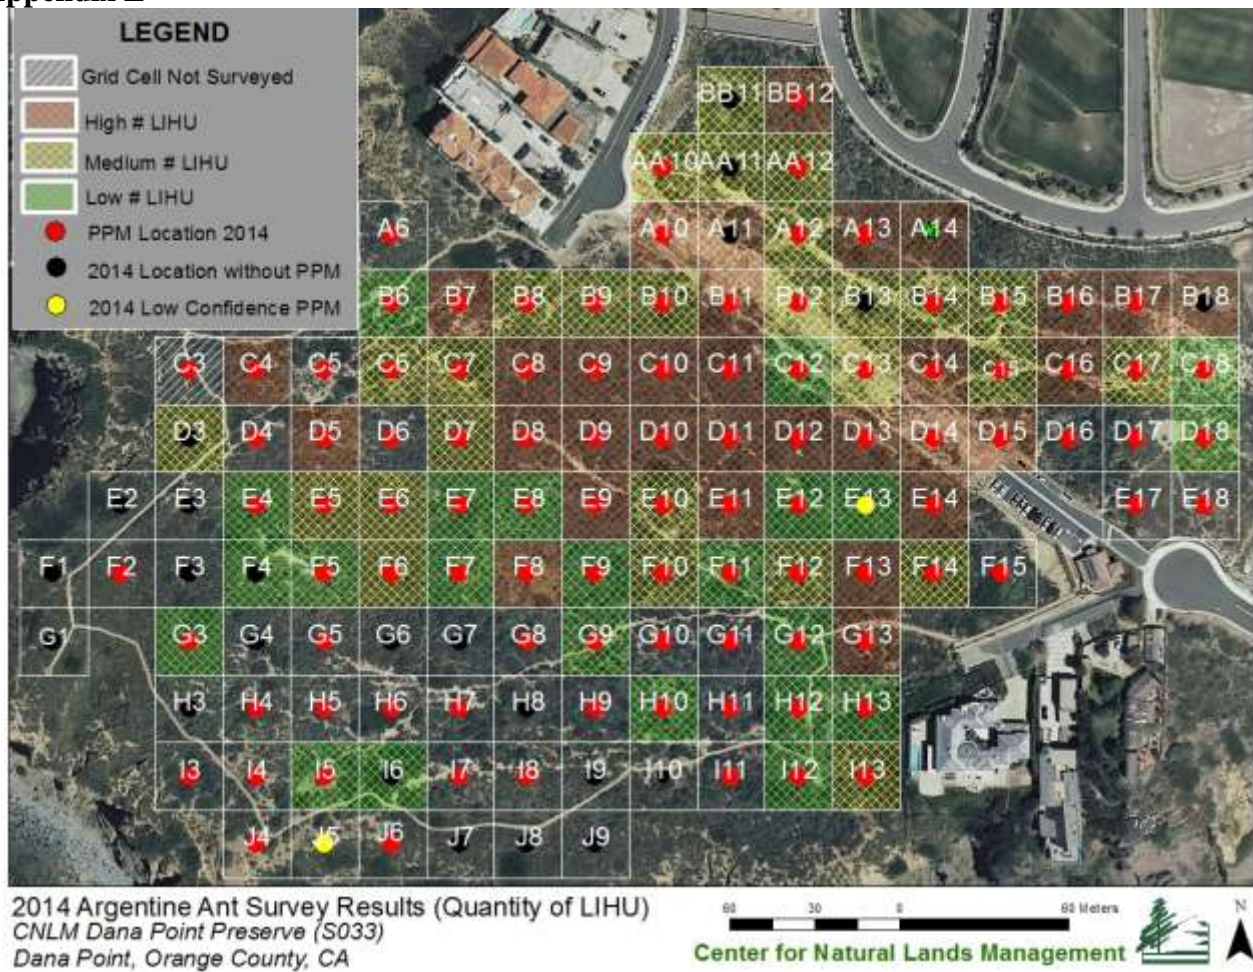 LEGEND
Grid Cell Not Surveyed
High # LIHU
Medium # LIHU
Low # LIHU
PPM Location 2014
2014 Location without PPM
2014 Low Confidence PPM
BB11 BB12
AA10 AA11 AA12
A6 A10 A11 A12 A13 A14
B6 B7 B8 B9 B10 B11 B12 B13 B14 B15 B16 B17 B18
C3 C4 C5 C6 C7 C8 C9 C10 C11 C12 C13 C14 C15 C16 C17 C18
D3 D4 D5 D6 D7 D8 D9 D10 D11 D12 D13 D14 D15 D16 D17 D18
E2 E3 E4 E5 E6 E7 E8 E9 E10 E11 E12 E13 E14 E17 E18
F1 F2 F3 F4 F5 F6 F7 F8 F9 F10 F11 F12 F13 F14 F15
G1 G3 G4 G5 G6 G7 G8 G9 G10 G11 G12 G13
H3 H4 H5 H6 H7 H8 H9 H10 H11 H12 H13
I3 I4 I5 I6 I7 I8 I9 I10 I11 I12 I13
J4 J5 J6 J7 J8 J9
2014 Argentine Ant Survey Results (Quantity of LIHU)
CNLM Dana Point Preserve (S033)
Dana Point, Orange County, CA
60 30 0 60 Meters
Center for Natural Lands Management
N